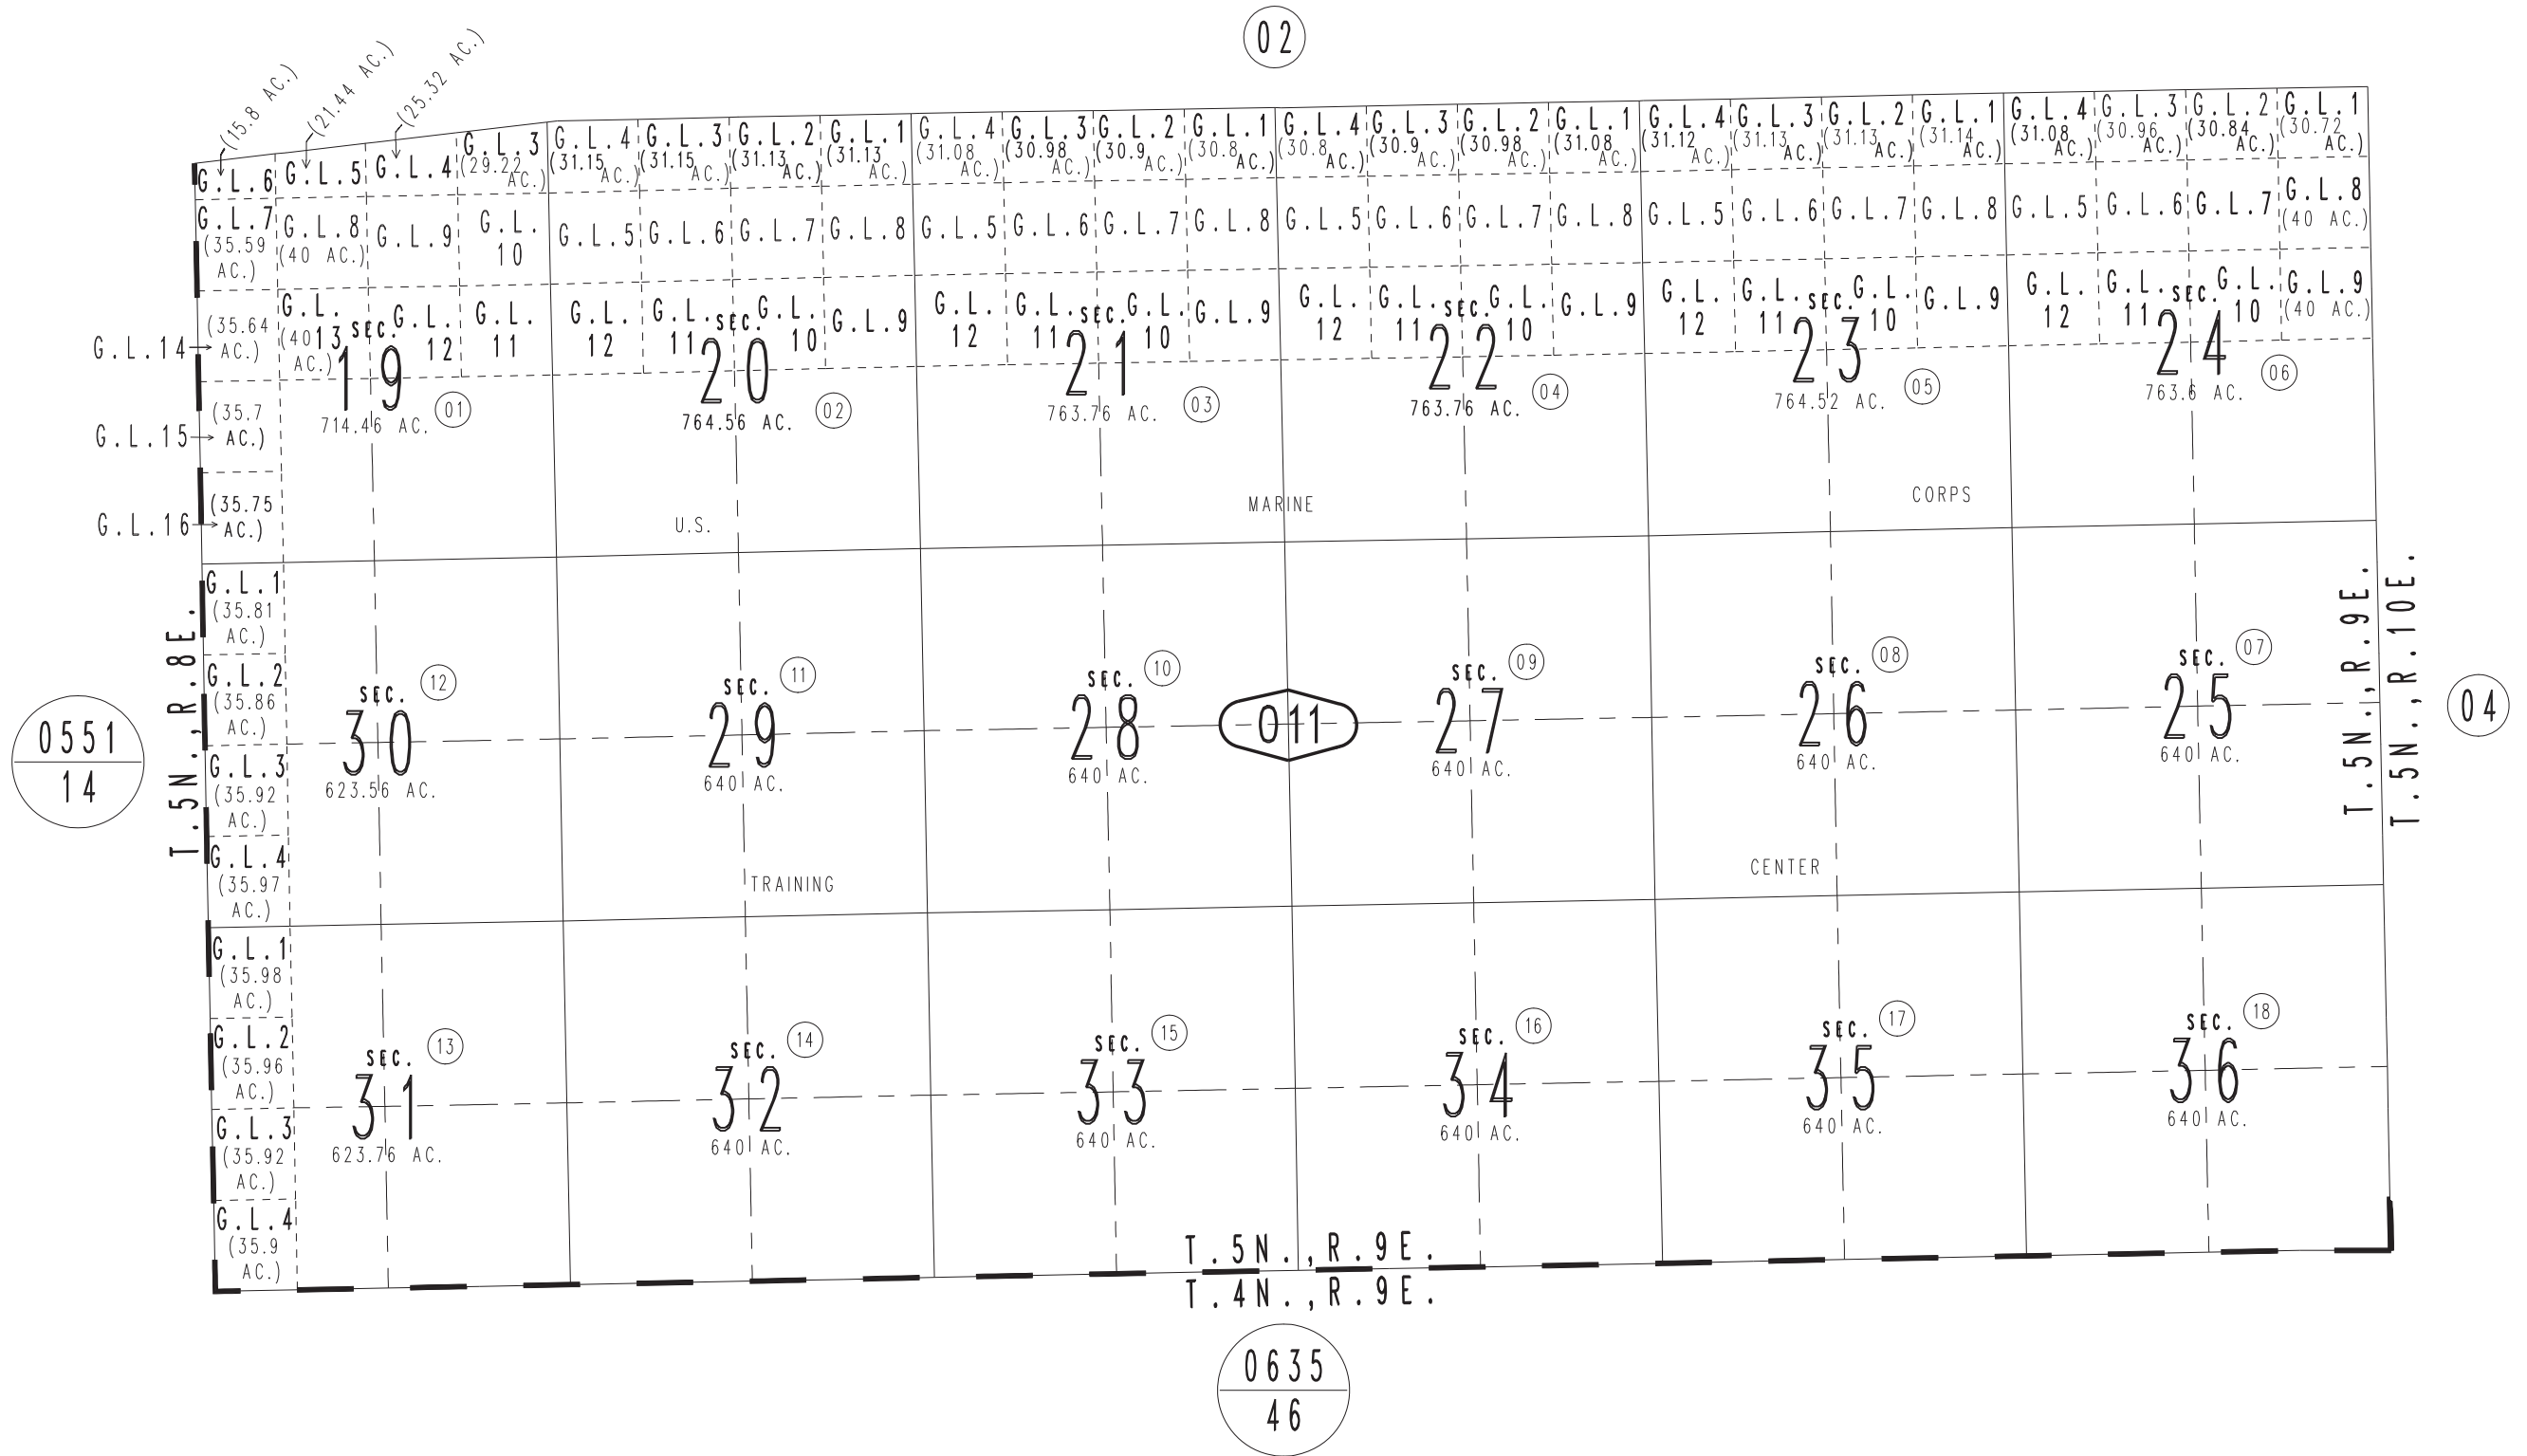 02
(15.8 AC.)
(21.44 AC.)
(25.32 AC.)
G.L.6
G.L.5
G.L.4
G.L.3
(29.22 AC.)
G.L.4
(31.15 AC.)
G.L.3
(31.15 AC.)
G.L.2
(31.13 AC.)
G.L.1
(31.13 AC.)
G.L.4
(31.08 AC.)
G.L.3
(30.98 AC.)
G.L.2
(30.9 AC.)
G.L.1
(30.8 AC.)
G.L.4
(30.8 AC.)
G.L.3
(30.9 AC.)
G.L.2
(30.98 AC.)
G.L.1
(31.08 AC.)
G.L.4
(31.12 AC.)
G.L.3
(31.13 AC.)
G.L.2
(31.13 AC.)
G.L.1
(31.14 AC.)
G.L.4
(31.08 AC.)
G.L.3
(30.96 AC.)
G.L.2
(30.84 AC.)
G.L.1
(30.72 AC.)
G.L.7
(35.59
AC.)
G.L.8
(40 AC.)
G.L.9
G.L.
10
G.L.5
G.L.6
G.L.7
G.L.8
G.L.5
G.L.6
G.L.7
G.L.8
G.L.5
G.L.6
G.L.7
G.L.8
G.L.5
G.L.6
G.L.7
G.L.8
G.L.5
G.L.6
G.L.7
G.L.8
(40 AC.)
G.L.14
(35.64
AC.)
G.L.
13
(40
AC.)
G.L.
12
G.L.
11
G.L.
12
G.L.
11
G.L.
10
G.L.9
G.L.
12
G.L.
11
G.L.
10
G.L.9
G.L.
12
G.L.
11
G.L.
10
G.L.9
G.L.
12
G.L.
11
G.L.
10
G.L.9
G.L.
12
G.L.
11
G.L.
10
G.L.9
(40 AC.)
SEC.
19
714.46 AC.
01
SEC.
20
764.56 AC.
02
SEC.
21
763.76 AC.
03
SEC.
22
763.76 AC.
04
SEC.
23
764.52 AC.
05
SEC.
24
763.6 AC.
06
G.L.15
(35.7
AC.)
G.L.16
(35.75
AC.)
U.S.
MARINE
CORPS
G.L.1
(35.81
AC.)
G.L.2
(35.86
AC.)
G.L.3
(35.92
AC.)
G.L.4
(35.97
AC.)
T.5N.,R.8E.
0551
14
SEC.
30
623.56 AC.
12
SEC.
29
640 AC.
11
SEC.
28
640 AC.
10
011
SEC.
27
640 AC.
09
SEC.
26
640 AC.
08
SEC.
25
640 AC.
07
T.5N.,R.9E.
T.5N.,R.10E.
04
TRAINING
CENTER
G.L.1
(35.98
AC.)
G.L.2
(35.96
AC.)
G.L.3
(35.92
AC.)
G.L.4
(35.9
AC.)
SEC.
31
623.76 AC.
13
SEC.
32
640 AC.
14
SEC.
33
640 AC.
15
SEC.
34
640 AC.
16
SEC.
35
640 AC.
17
SEC.
36
640 AC.
18
T.5N.,R.9E.
T.4N.,R.9E.
0635
46